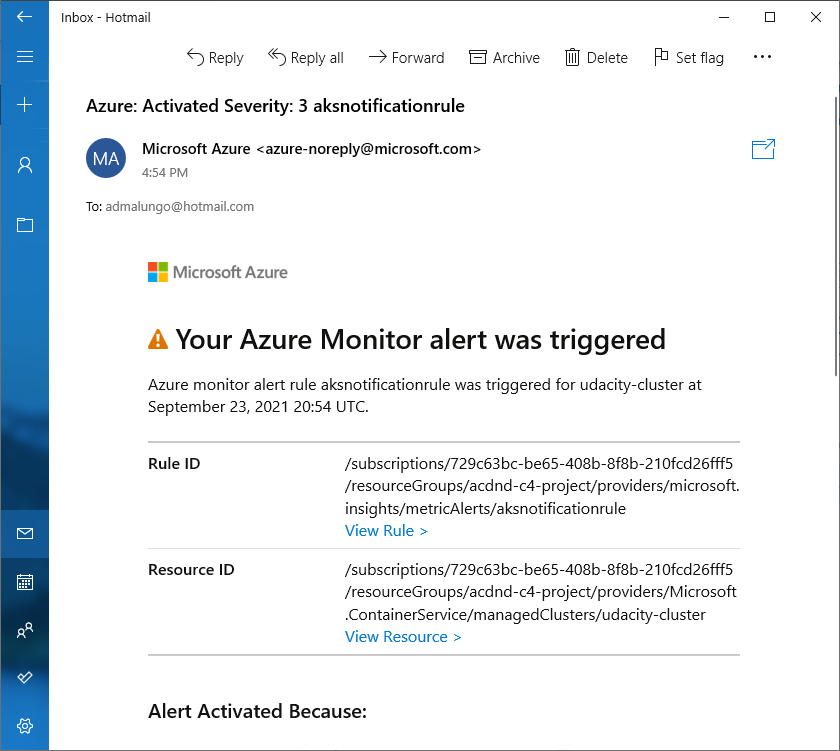 Inbox - Hotmail
Reply Reply all Forward Archive Delete Set flag
Azure: Activated Severity: 3 aksnotificationrule
MA
Microsoft Azure <azure-noreply@microsoft.com>
4:54 PM
To: admalungo@hotmail.com
Microsoft Azure
Your Azure Monitor alert was triggered
Azure monitor alert rule aksnotificationrule was triggered for udacity-cluster at
September 23, 2021 20:54 UTC.
Rule ID
/subscriptions/729c63bc-be65-408b-8f8b-210fcd26fff5
/resourceGroups/acdnd-c4-project/providers/microsoft.
insights/metricAlerts/aksnotificationrule
View Rule >
Resource ID
/subscriptions/729c63bc-be65-408b-8f8b-210fcd26fff5
/resourceGroups/acdnd-c4-project/providers/Microsoft
.ContainerService/managedClusters/udacity-cluster
View Resource >
Alert Activated Because: